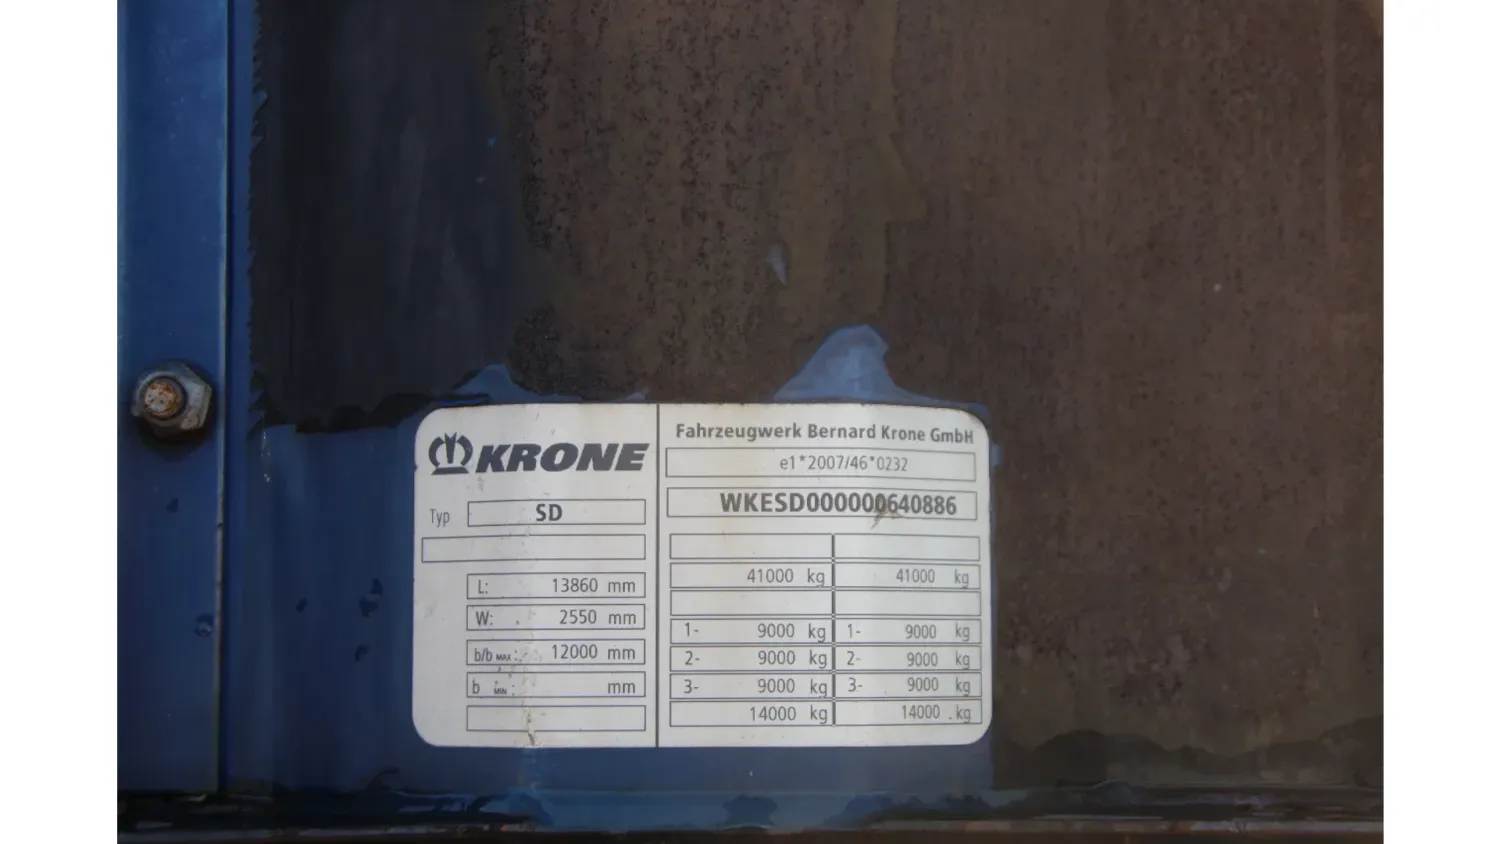 KRONE
Typ SD
L: 13860 mm
W: 2550 mm
b/b MAX: 12000 mm
b MIN: mm
Fahrzeugwerk Bernard Krone GmbH
e1*2007/46*0232
WKESD000000640886
41000 kg 41000 kg
1- 9000 kg 1- 9000 kg
2- 9000 kg 2- 9000 kg
3- 9000 kg 3- 9000 kg
14000 kg 14000 kg